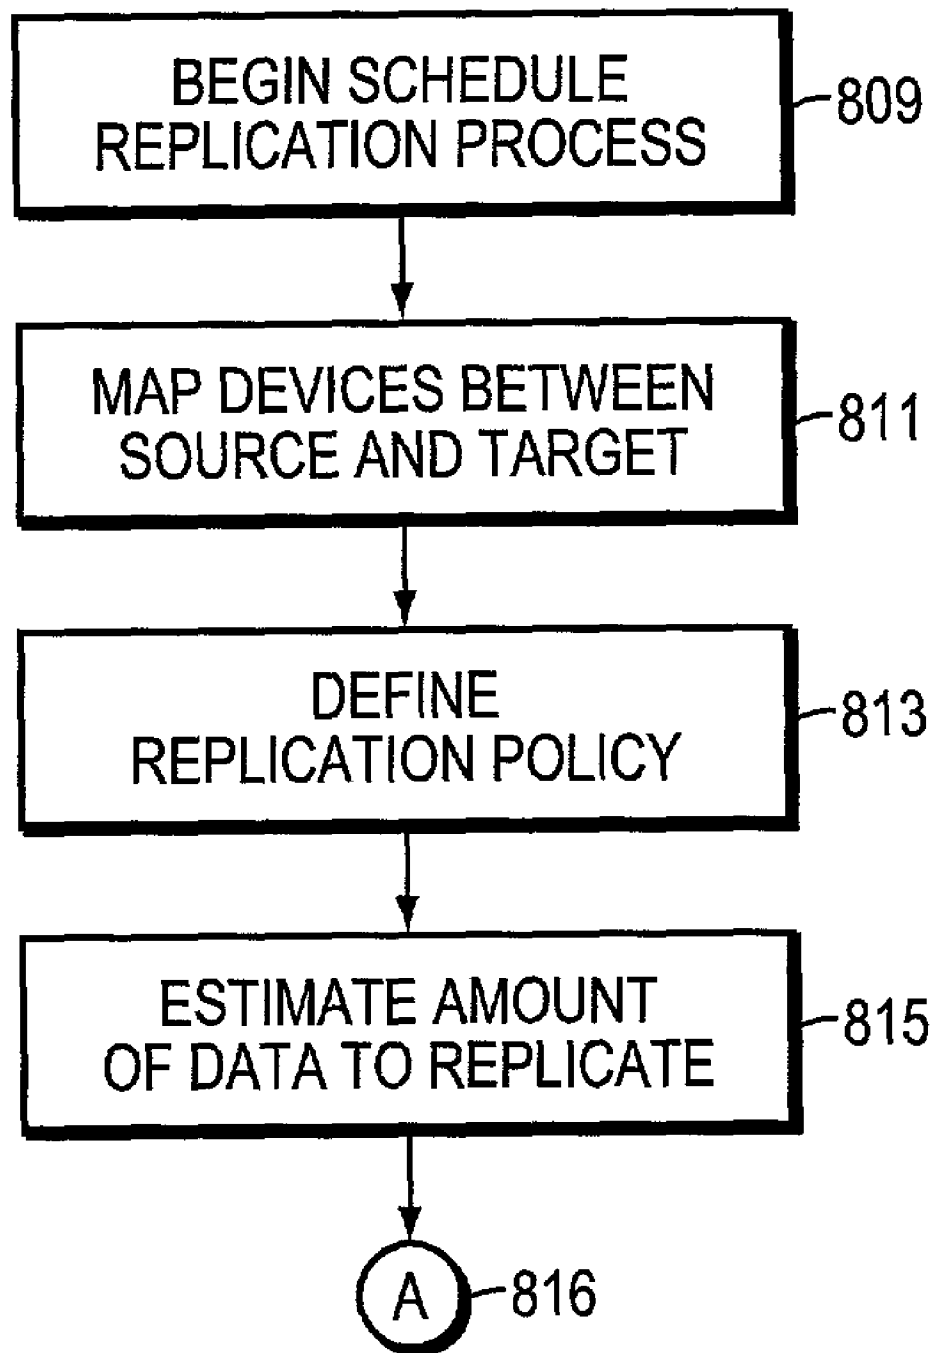 BEGIN SCHEDULE
REPLICATION PROCESS
809
MAP DEVICES BETWEEN
SOURCE AND TARGET
811
DEFINE
REPLICATION POLICY
813
ESTIMATE AMOUNT
OF DATA TO REPLICATE
815
A
816